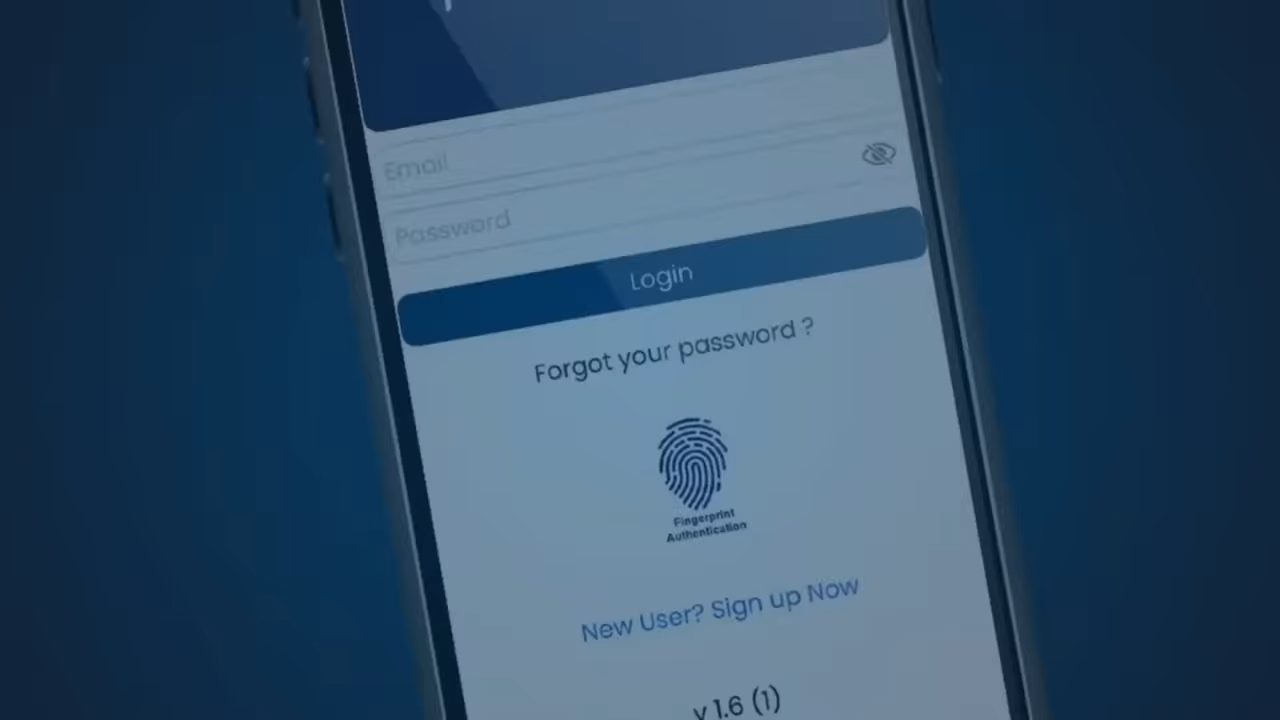 Email
Password
Login
Forgot your password ?
Fingerprint
Authentication
New User? Sign up Now
v 1.6 (1)